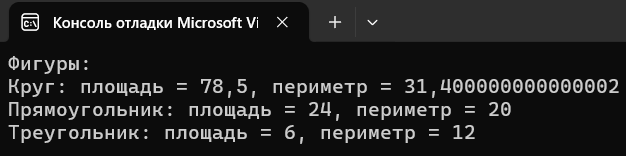 Консоль отладки Microsoft Vi
Фигуры:
Круг: площадь = 78,5, периметр = 31,400000000000002
Прямоугольник: площадь = 24, периметр = 20
Треугольник: площадь = 6, периметр = 12